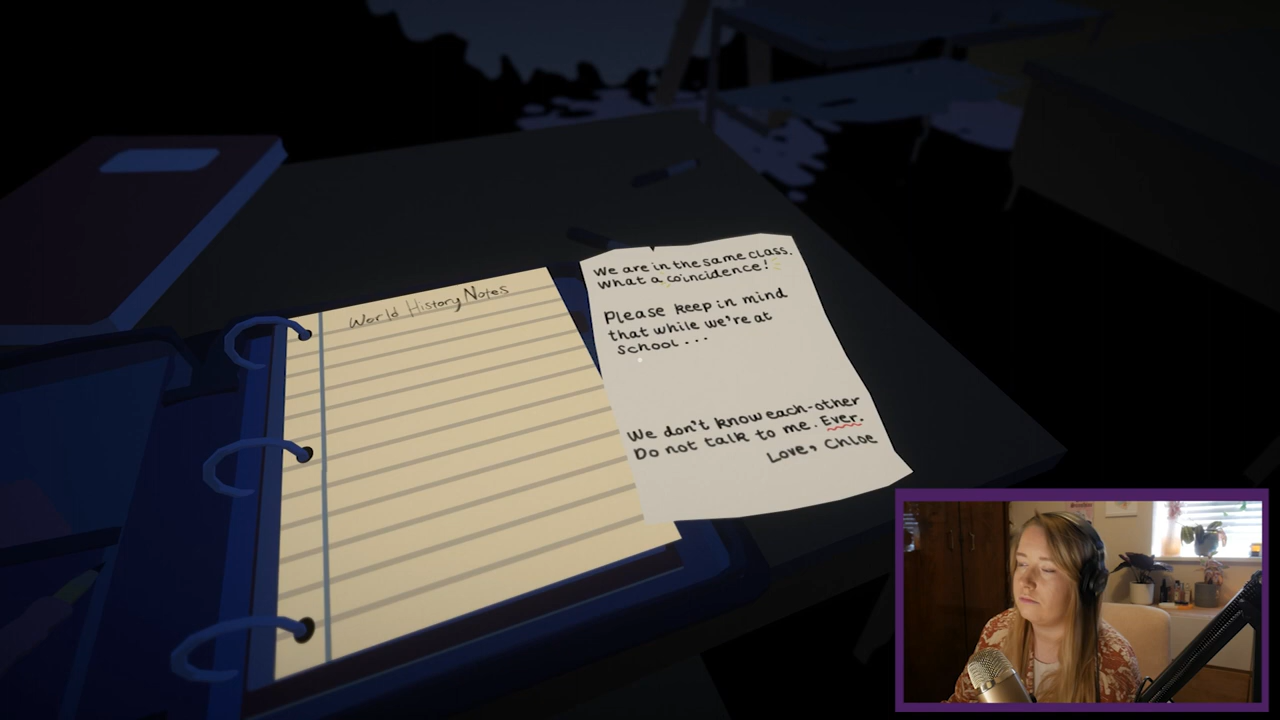 World History Notes
We are in the same class.
What a coincidence!
Please keep in mind
that while we're at
school...
We don't know each-other
Do not talk to me. Ever.
Love, Chloe